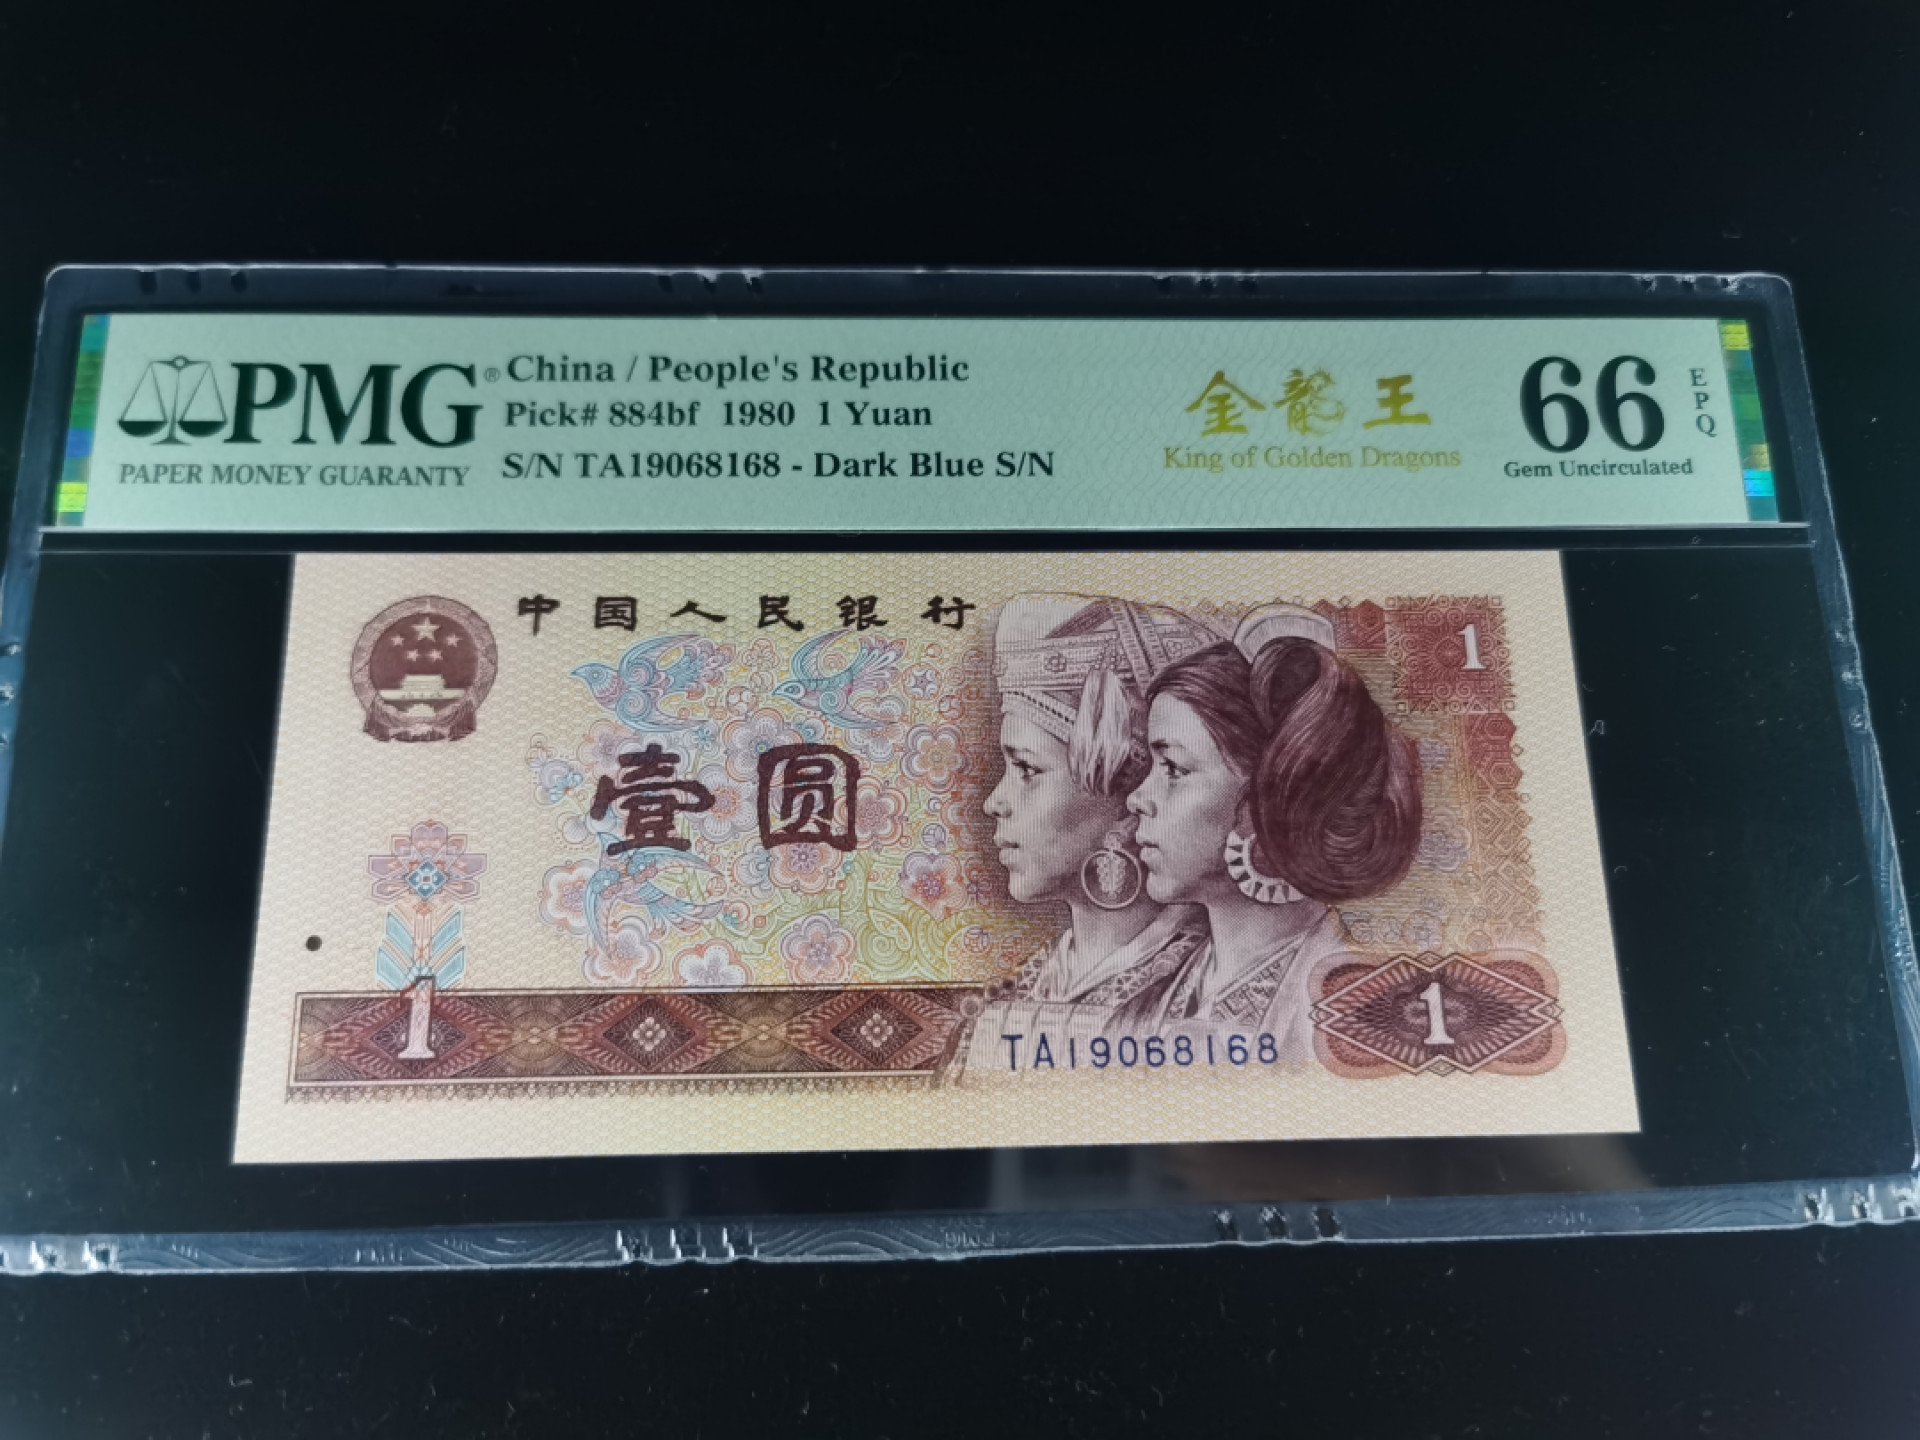 PMG®
PAPER MONEY GUARANTY
China / People's Republic
Pick# 884bf 1980 1 Yuan
S/N TA19068168 - Dark Blue S/N
金龍王
King of Golden Dragons
66
EPQ
Gem Uncirculated
中国人民银行
1
壹圆
1
TA19068168
1